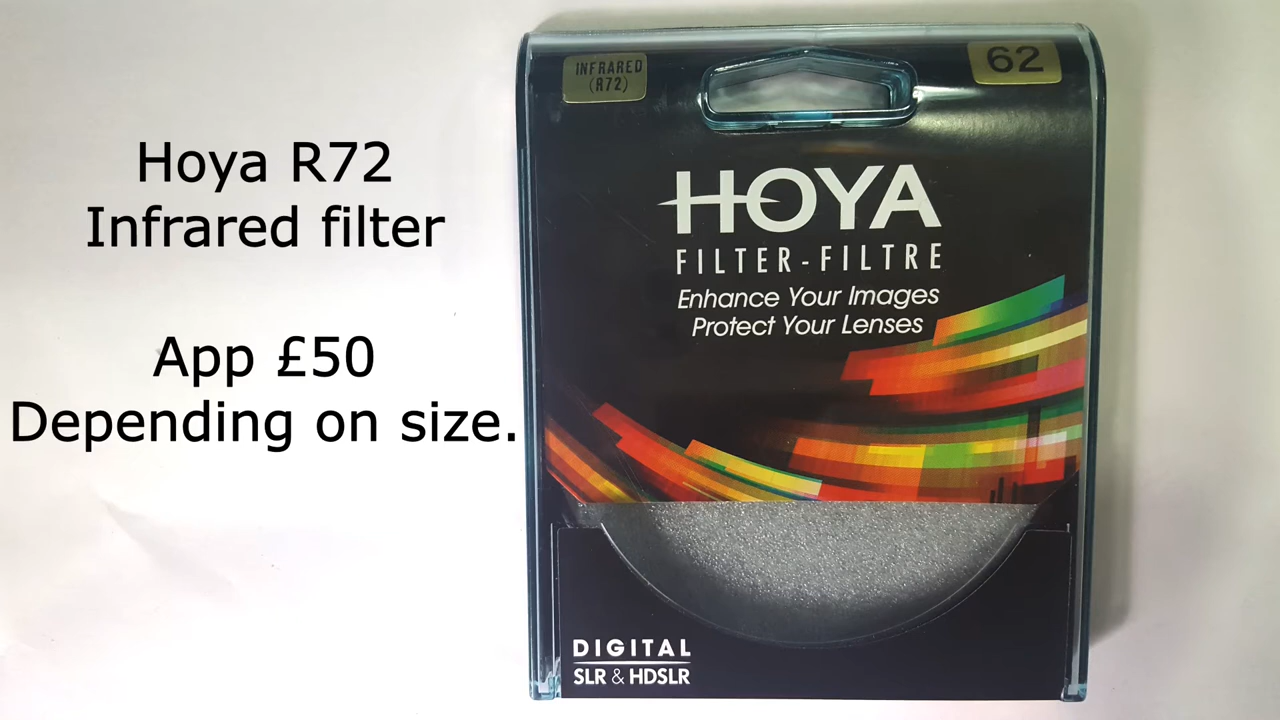 Hoya R72
Infrared filter
App £50
Depending on size.
INFRARED
(R72)
62
HOYA
FILTER-FILTRE
Enhance Your Images
Protect Your Lenses
DIGITAL
SLR & HDSLR